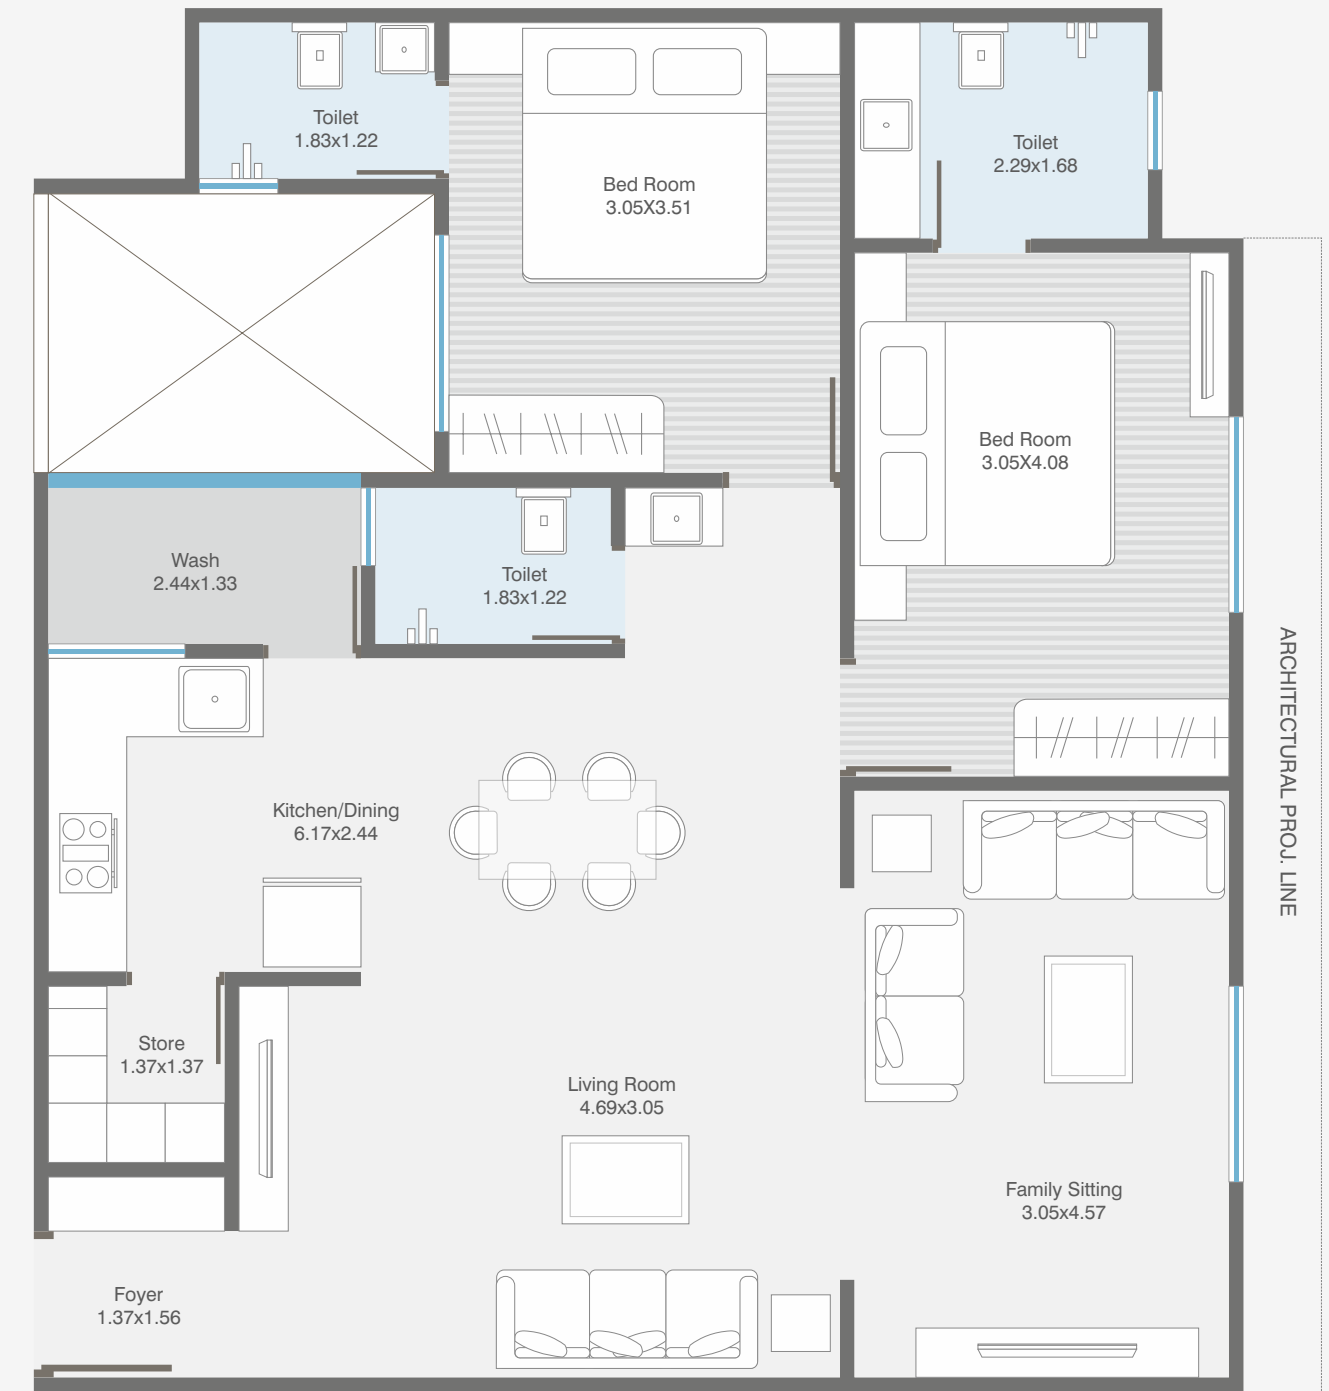 Toilet
1.83x1.22
Toilet
2.29x1.68
Bed Room
3.05X3.51
Bed Room
3.05X4.08
Wash
2.44x1.33
Toilet
1.83x1.22
ARCHITECTURAL PROJ. LINE
Kitchen/Dining
6.17x2.44
Store
1.37x1.37
Living Room
4.69x3.05
Family Sitting
3.05x4.57
Foyer
1.37x1.56